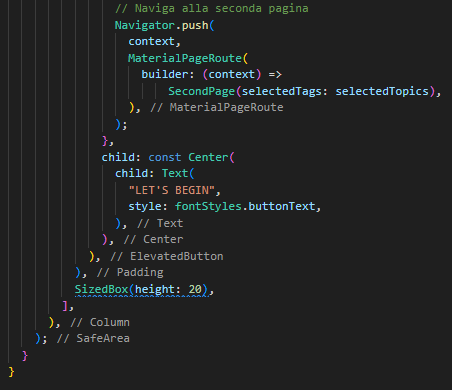 // Naviga alla seconda pagina
Navigator.push(
context,
MaterialPageRoute(
builder: (context) =>
SecondPage(selectedTags: selectedTopics),
), // MaterialPageRoute
);
},
child: const Center(
child: Text(
"LET'S BEGIN",
style: fontStyles.buttonText,
), // Text
), // Center
), // ElevatedButton
), // Padding
SizedBox(height: 20),
],
), // Column
); // SafeArea
}
}